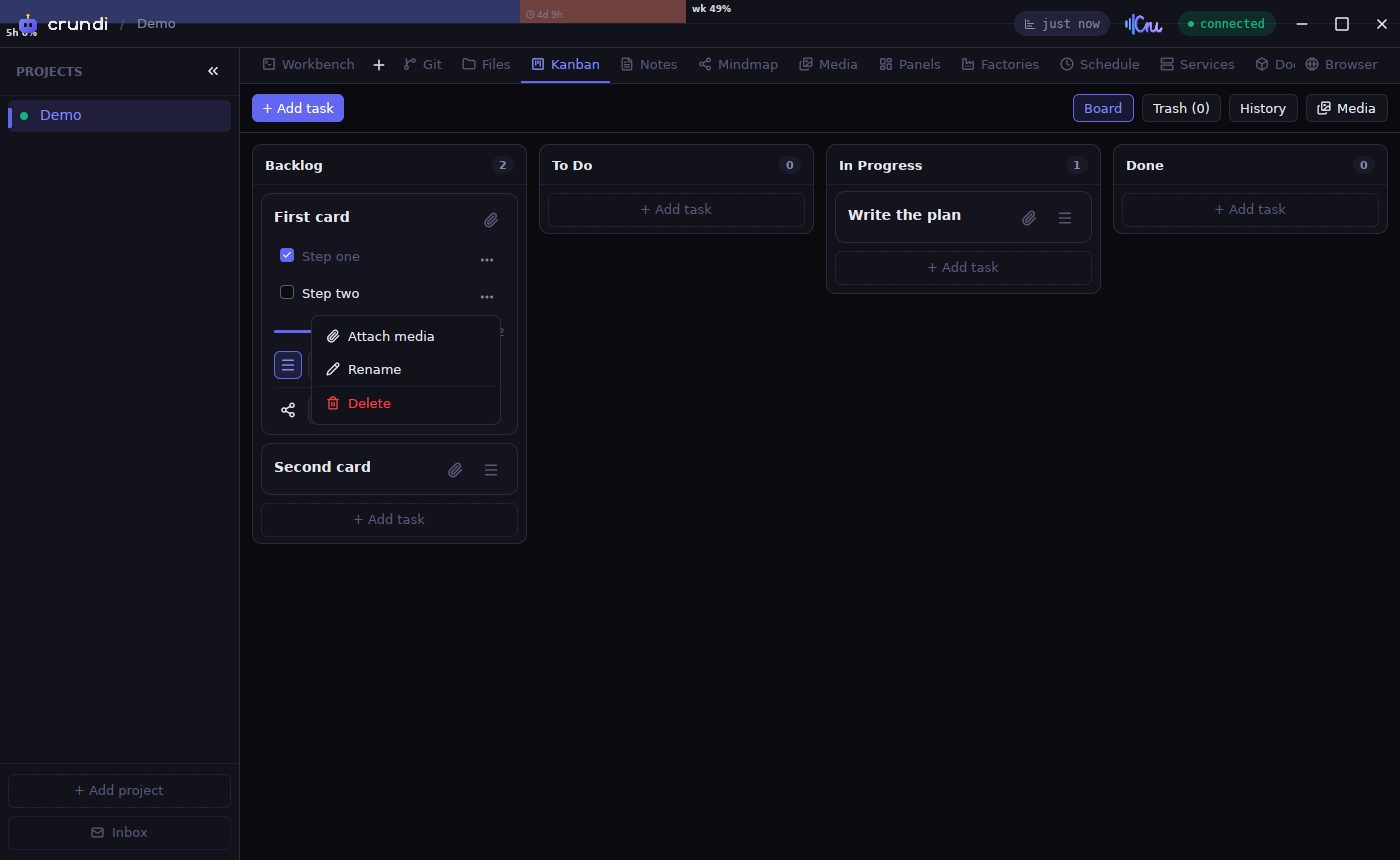 4d 9h
wk 49%
crundi / Demo
just now
connected
PROJECTS
Workbench
Git
Files
Kanban
Notes
Mindmap
Media
Panels
Factories
Schedule
Services
Browser
+ Add task
Board
Trash (0)
History
Media
Demo
Backlog 2
To Do 0
In Progress 1
Done 0
First card
Step one
Step two
Attach media
Rename
Delete
Second card
+ Add task
+ Add task
Write the plan
+ Add task
+ Add task
+ Add project
Inbox